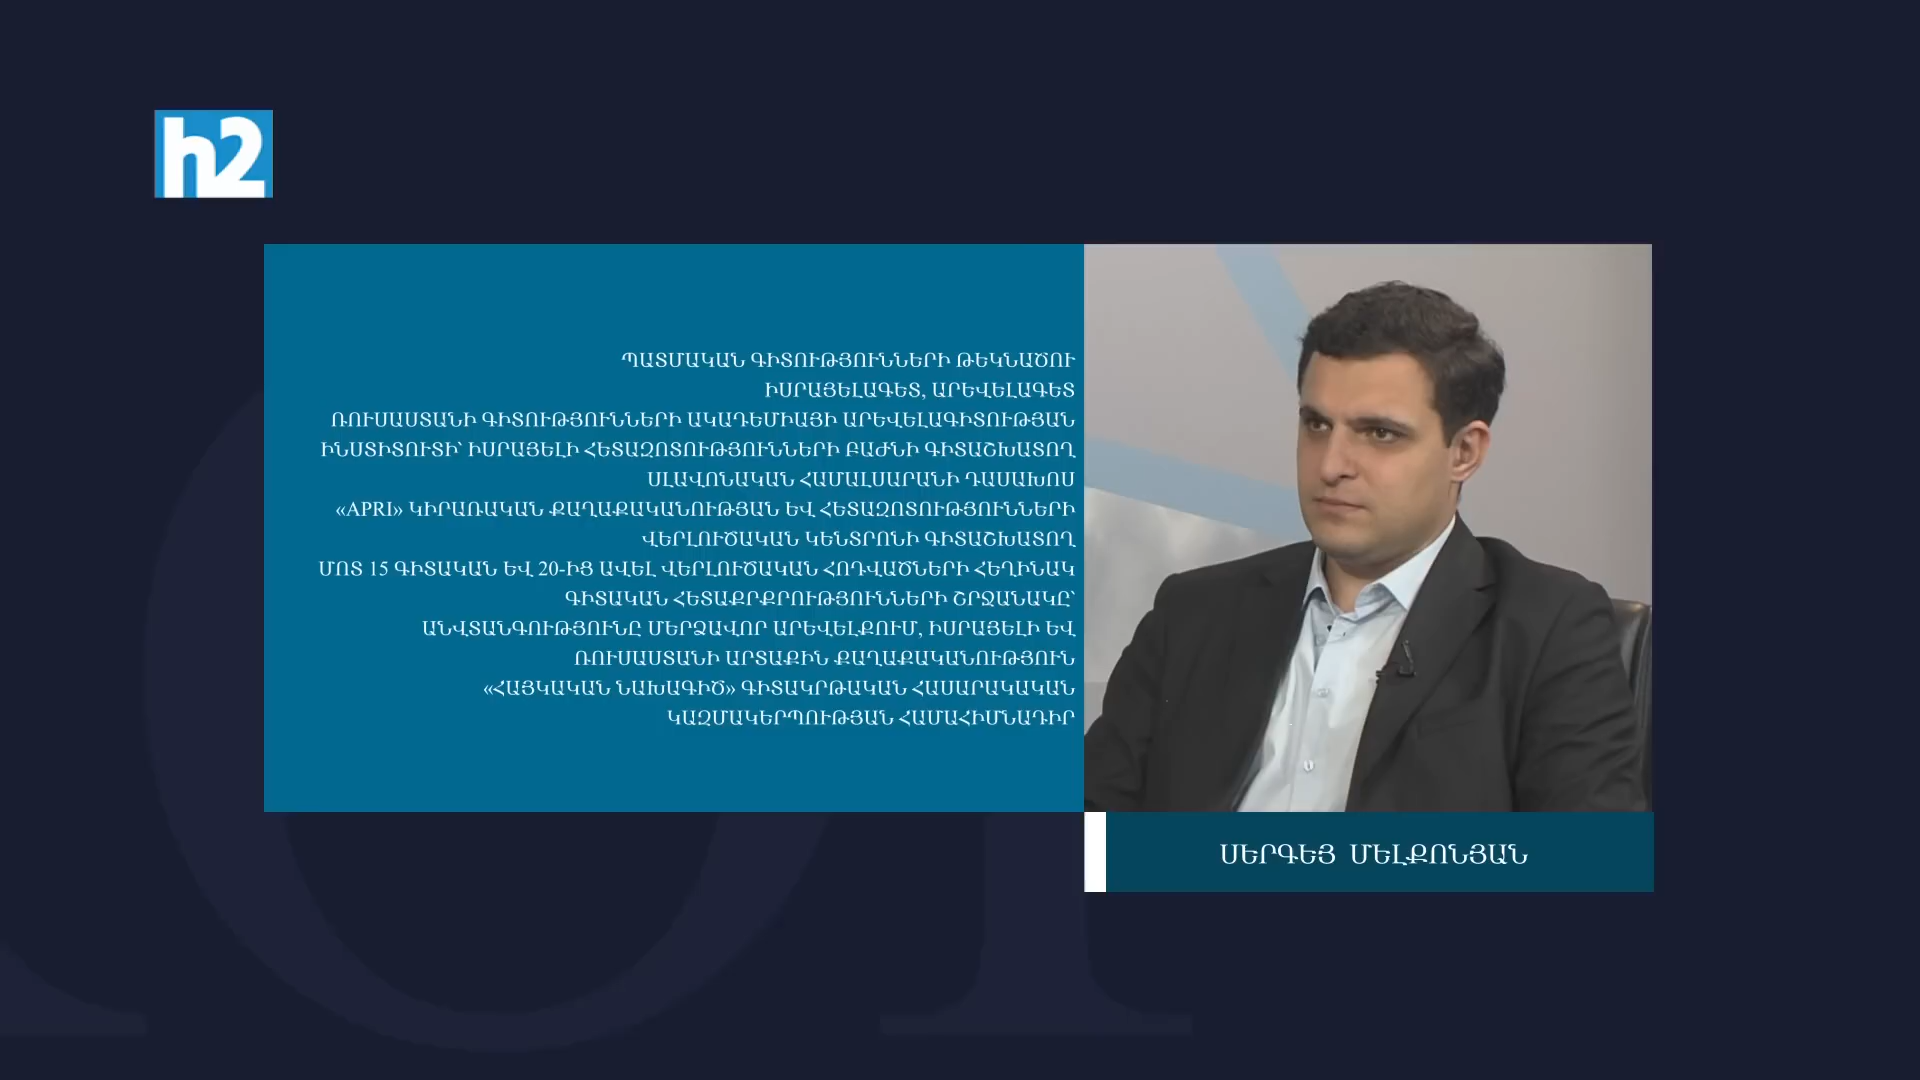 h2
ՊԱՏՄԱԿԱՆ ԳԻՏՈՒԹՅՈՒՆՆԵՐԻ ԹԵԿՆԱԾՈՒ
ԻՍՐԱՅԵԼԱԳԵՏ, ԱՐԵՎԵԼԱԳԵՏ
ՌՈՒՍԱՍՏԱՆԻ ԳԻՏՈՒԹՅՈՒՆՆԵՐԻ ԱԿԱԴԵՄԻԱՅԻ ԱՐԵՎԵԼԱԳԻՏՈՒԹՅԱՆ
ԻՆՍՏԻՏՈՒՏԻ՝ ԻՍՐԱՅԵԼԻ ՀԵՏԱԶՈՏՈՒԹՅՈՒՆՆԵՐԻ ԲԱԺՆԻ ԳԻՏԱՇԽԱՏՈՂ
ՍԼԱՎՈՆԱԿԱՆ ՀԱՄԱԼՍԱՐԱՆԻ ԴԱՍԱԽՈՍ
«APRI» ԿԻՐԱՌԱԿԱՆ ՔԱՂԱՔԱԿԱՆՈՒԹՅԱՆ ԵՎ ՀԵՏԱԶՈՏՈՒԹՅՈՒՆՆԵՐԻ
ՎԵՐԼՈՒԾԱԿԱՆ ԿԵՆՏՐՈՆԻ ԳԻՏԱՇԽԱՏՈՂ
ՄՈՏ 15 ԳԻՏԱԿԱՆ ԵՎ 20-ԻՑ ԱՎԵԼ ՎԵՐԼՈՒԾԱԿԱՆ ՀՈԴՎԱԾՆԵՐԻ ՀԵՂԻՆԱԿ
ԳԻՏԱԿԱՆ ՀԵՏԱՔՐՔՐՈՒԹՅՈՒՆՆԵՐԻ ՇՐՋԱՆԱԿԸ՝
ԱՆՎՏԱՆԳՈՒԹՅՈՒՆԸ ՄԵՐՁԱՎՈՐ ԱՐԵՎԵԼՔՈՒՄ, ԻՍՐԱՅԵԼԻ ԵՎ
ՌՈՒՍԱՍՏԱՆԻ ԱՐՏԱՔԻՆ ՔԱՂԱՔԱԿԱՆՈՒԹՅՈՒՆ
«ՀԱՅԿԱԿԱՆ ՆԱԽԱԳԻԾ» ԳԻՏԱԿՐԹԱԿԱՆ ՀԱՍԱՐԱԿԱԿԱՆ
ԿԱԶՄԱԿԵՐՊՈՒԹՅԱՆ ՀԱՄԱՀԻՄՆԱԴԻՐ
ՍԵՐԳԵՅ ՄԵԼՔՈՆՅԱՆ